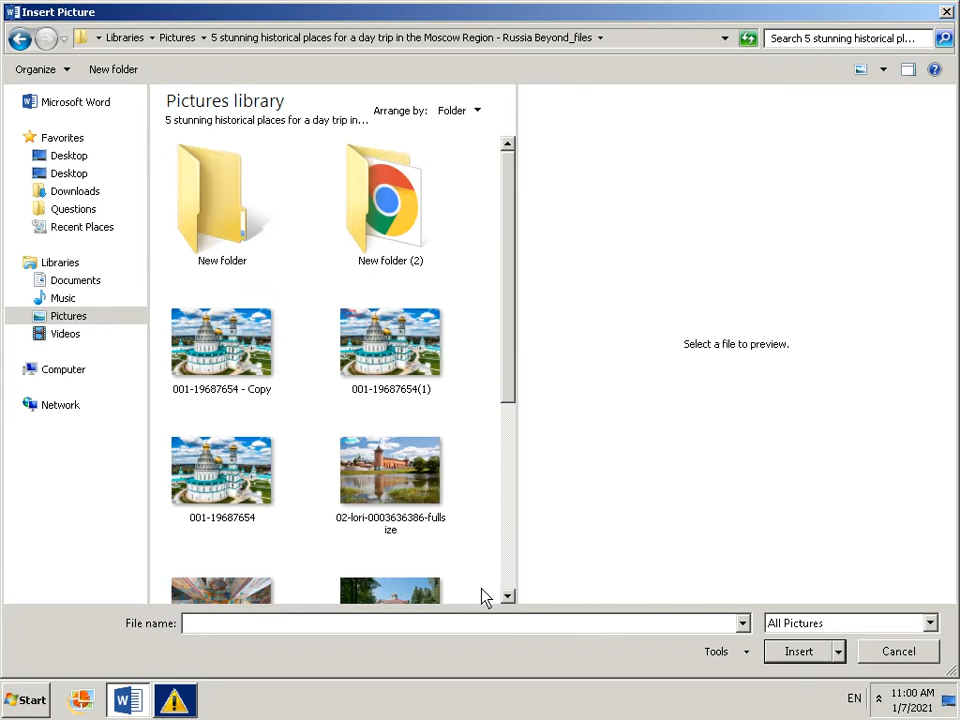 Insert Picture
Libraries Pictures 5 stunning historical places for a day trip in the Moscow Region - Russia Beyond_files
Search 5 stunning historical pl...
Organize New folder
Microsoft Word
Favorites
Desktop
Desktop
Downloads
Questions
Recent Places
Libraries
Documents
Music
Pictures
Videos
Computer
Network
Pictures library
5 stunning historical places for a day trip in...
Arrange by: Folder
New folder
New folder (2)
001-19687654 - Copy
001-19687654(1)
001-19687654
02-lori-0003636386-fulls
ize
Select a file to preview.
File name:
All Pictures
Tools
Insert
Cancel
Start
EN
11:00 AM
1/7/2021